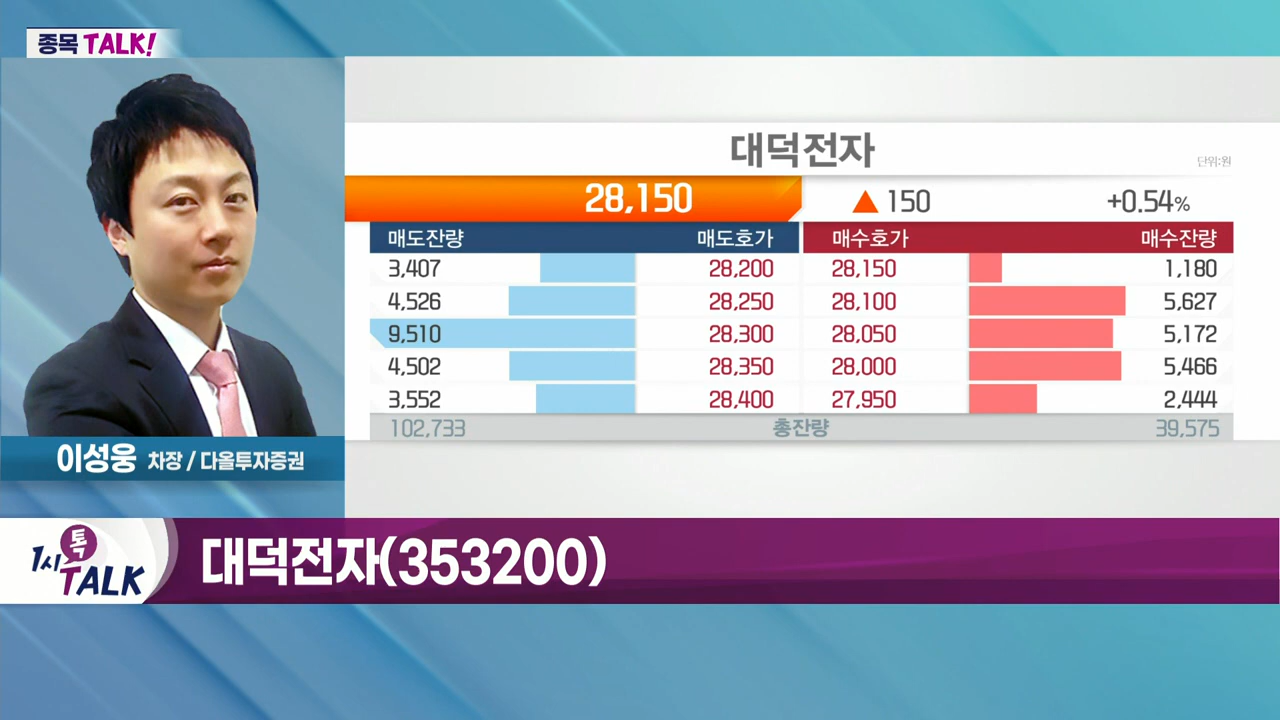 종목 TALK!
대덕전자
단위:원
28,150 ▲ 150 +0.54%
매도잔량 매도호가 매수호가 매수잔량
3,407 28,200 28,150 1,180
4,526 28,250 28,100 5,627
9,510 28,300 28,050 5,172
4,502 28,350 28,000 5,466
3,552 28,400 27,950 2,444
102,733 총잔량 39,575
이성웅 차장 / 다올투자증권
1시 톡 TALK
대덕전자(353200)